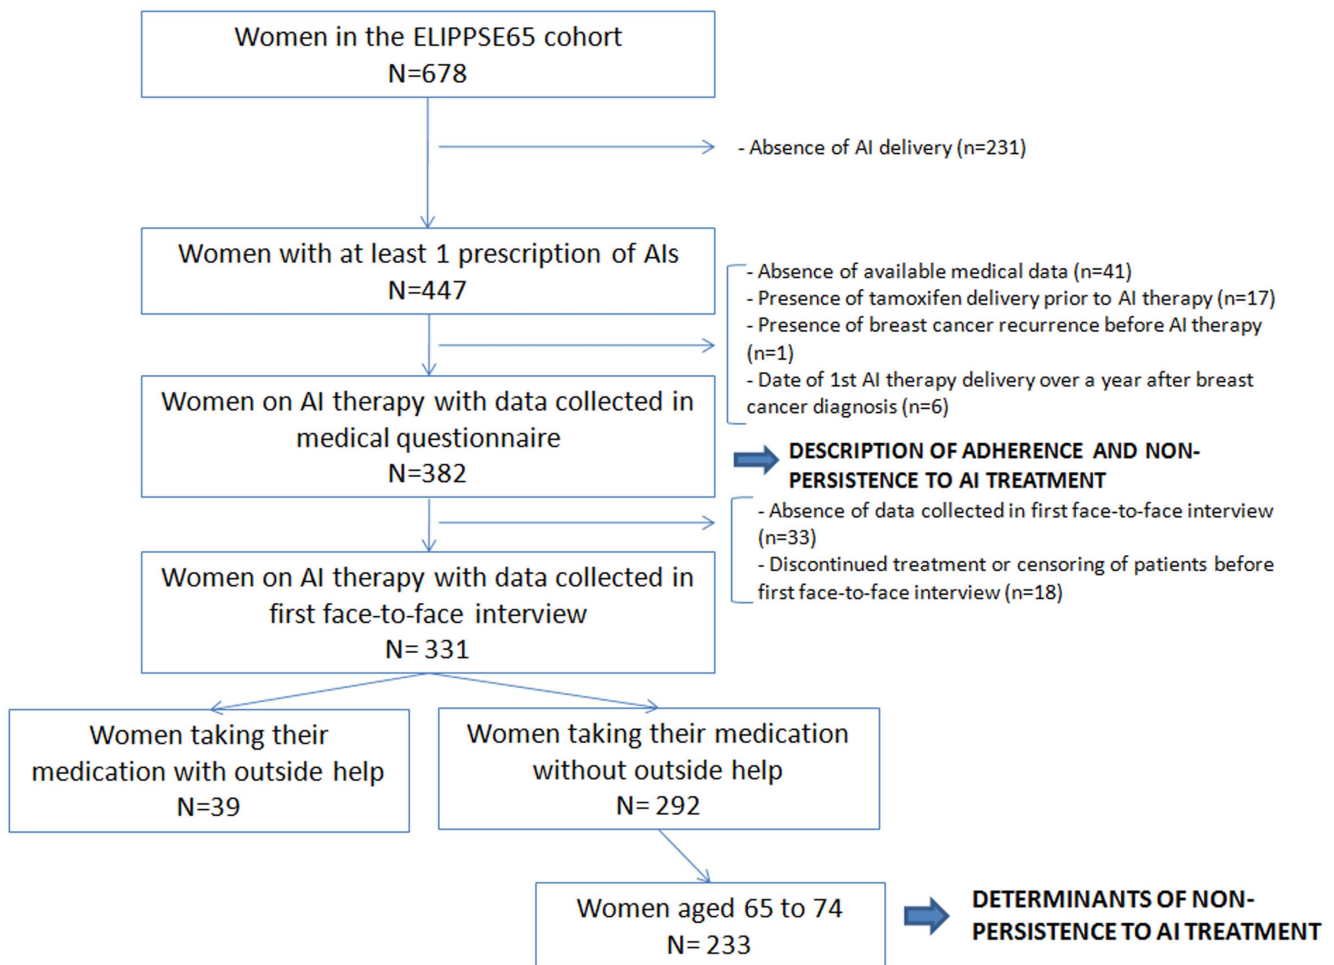 Women in the ELIPPSE65 cohort
N=678
- Absence of AI delivery (n=231)
Women with at least 1 prescription of AIs
N=447
- Absence of available medical data (n=41)
- Presence of tamoxifen delivery prior to AI therapy (n=17)
- Presence of breast cancer recurrence before AI therapy
(n=1)
- Date of 1st AI therapy delivery over a year after breast
cancer diagnosis (n=6)
Women on AI therapy with data collected in
medical questionnaire
N=382
DESCRIPTION OF ADHERENCE AND NON-
PERSISTENCE TO AI TREATMENT
- Absence of data collected in first face-to-face interview
(n=33)
- Discontinued treatment or censoring of patients before
first face-to-face interview (n=18)
Women on AI therapy with data collected in
first face-to-face interview
N= 331
Women taking their
medication with outside help
N=39
Women taking their medication
without outside help
N= 292
Women aged 65 to 74
N= 233
DETERMINANTS OF NON-
PERSISTENCE TO AI TREATMENT